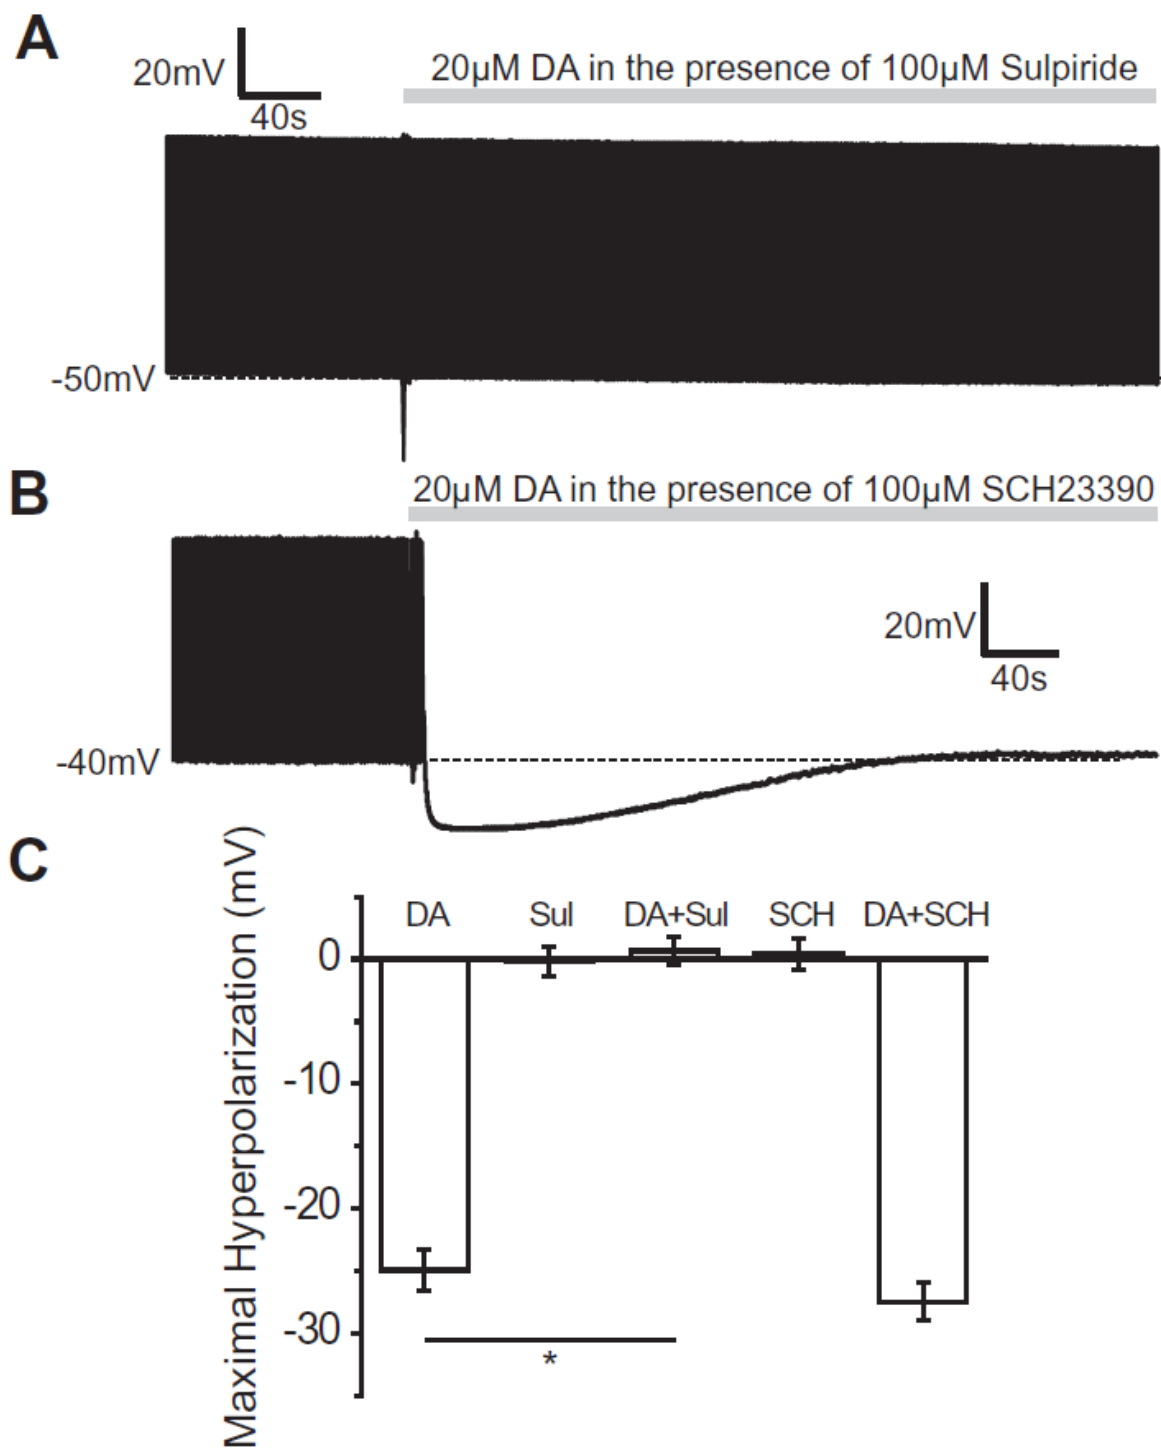 A
20mV
40s
20μM DA in the presence of 100μM Sulpiride
-50mV
B
20μM DA in the presence of 100μM SCH23390
20mV
40s
-40mV
C
Maximal Hyperpolarization (mV)
DA Sul DA+Sul SCH DA+SCH
0
-10
-20
-30
*